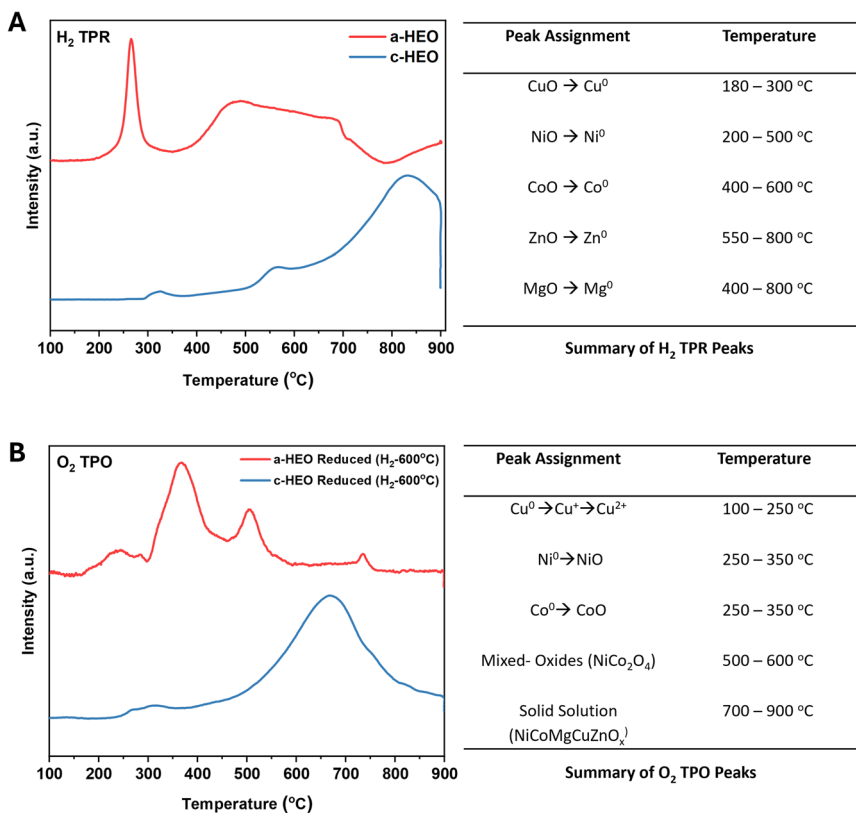 A
H₂ TPR
a-HEO
c-HEO
Intensity (a.u.)
100 200 300 400 500 600 700 800 900
Temperature (°C)
Peak Assignment Temperature
CuO → Cu⁰ 180 – 300 °C
NiO → Ni⁰ 200 – 500 °C
CoO → Co⁰ 400 – 600 °C
ZnO → Zn⁰ 550 – 800 °C
MgO → Mg⁰ 400 – 800 °C
Summary of H₂ TPR Peaks
B
O₂ TPO
a-HEO Reduced (H₂-600°C)
c-HEO Reduced (H₂-600°C)
Intensity (a.u.)
100 200 300 400 500 600 700 800 900
Temperature (°C)
Peak Assignment Temperature
Cu⁰ →Cu⁺→Cu²⁺ 100 – 250 °C
Ni⁰→NiO 250 – 350 °C
Co⁰→ CoO 250 – 350 °C
Mixed- Oxides (NiCo₂O₄) 500 – 600 °C
Solid Solution 700 – 900 °C
(NiCoMgCuZnOₓ)
Summary of O₂ TPO Peaks